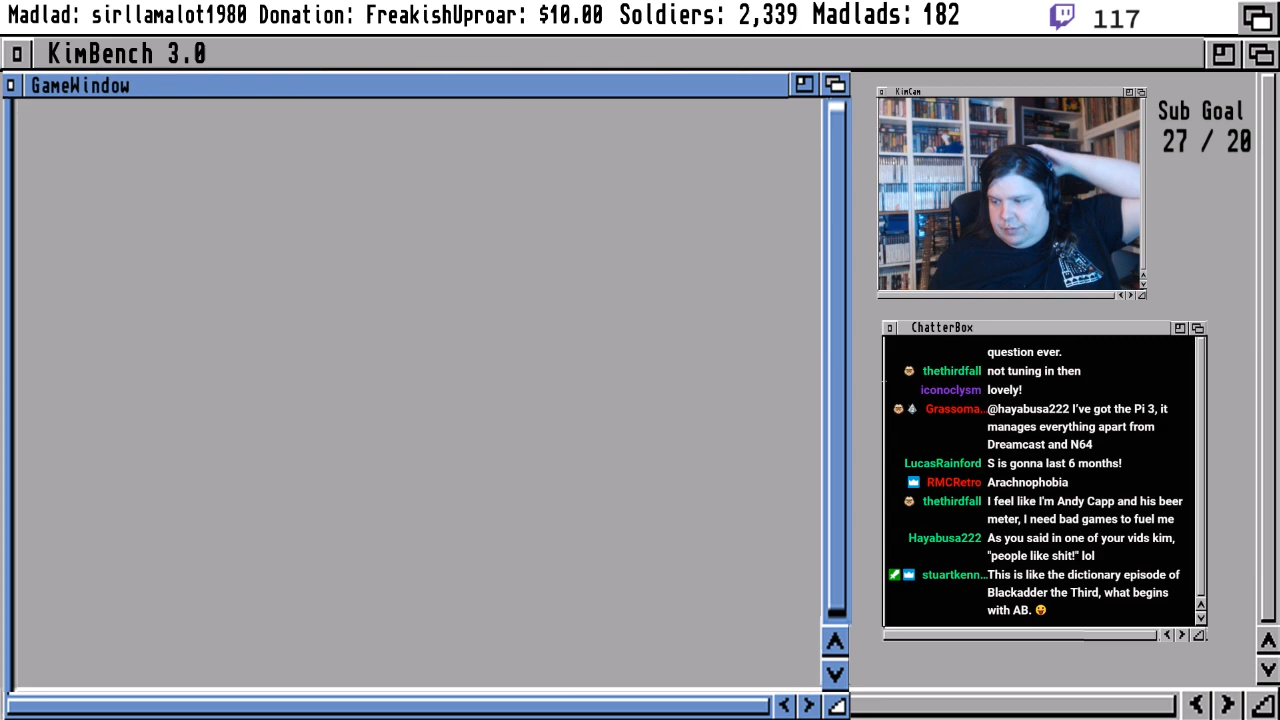 Madlad: sirllamalot1980 Donation: FreakishUproar: $10.00 Soldiers: 2,339 Madlads: 182
117
KimBench 3.0
GameWindow
KimCam
Sub Goal
27 / 20
ChatterBox
question ever.
thethirdfall not tuning in then
iconoclysm lovely!
Grassoma... @hayabusa222 I've got the Pi 3, it
manages everything apart from
Dreamcast and N64
LucasRainford S is gonna last 6 months!
RMCRetro Arachnophobia
thethirdfall I feel like I'm Andy Capp and his beer
meter, I need bad games to fuel me
Hayabusa222 As you said in one of your vids kim,
"people like shit!" lol
stuartkenn... This is like the dictionary episode of
Blackadder the Third, what begins
with AB. 😜